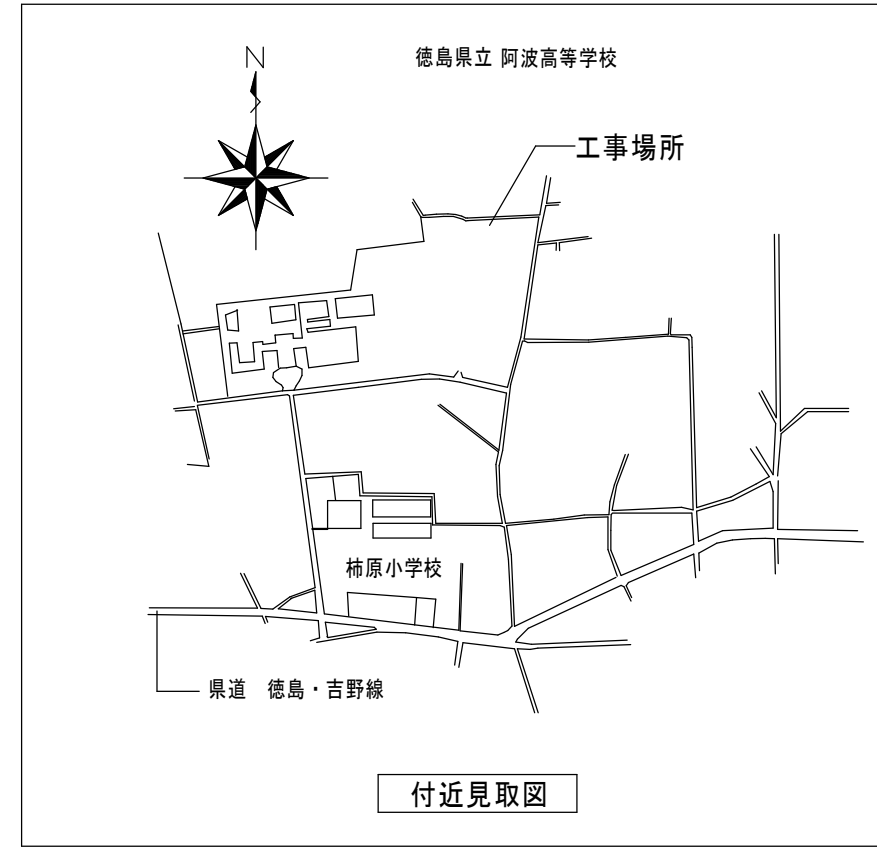 N
徳島県立 阿波高等学校
工事場所
柿原小学校
県道　徳島・吉野線
付近見取図